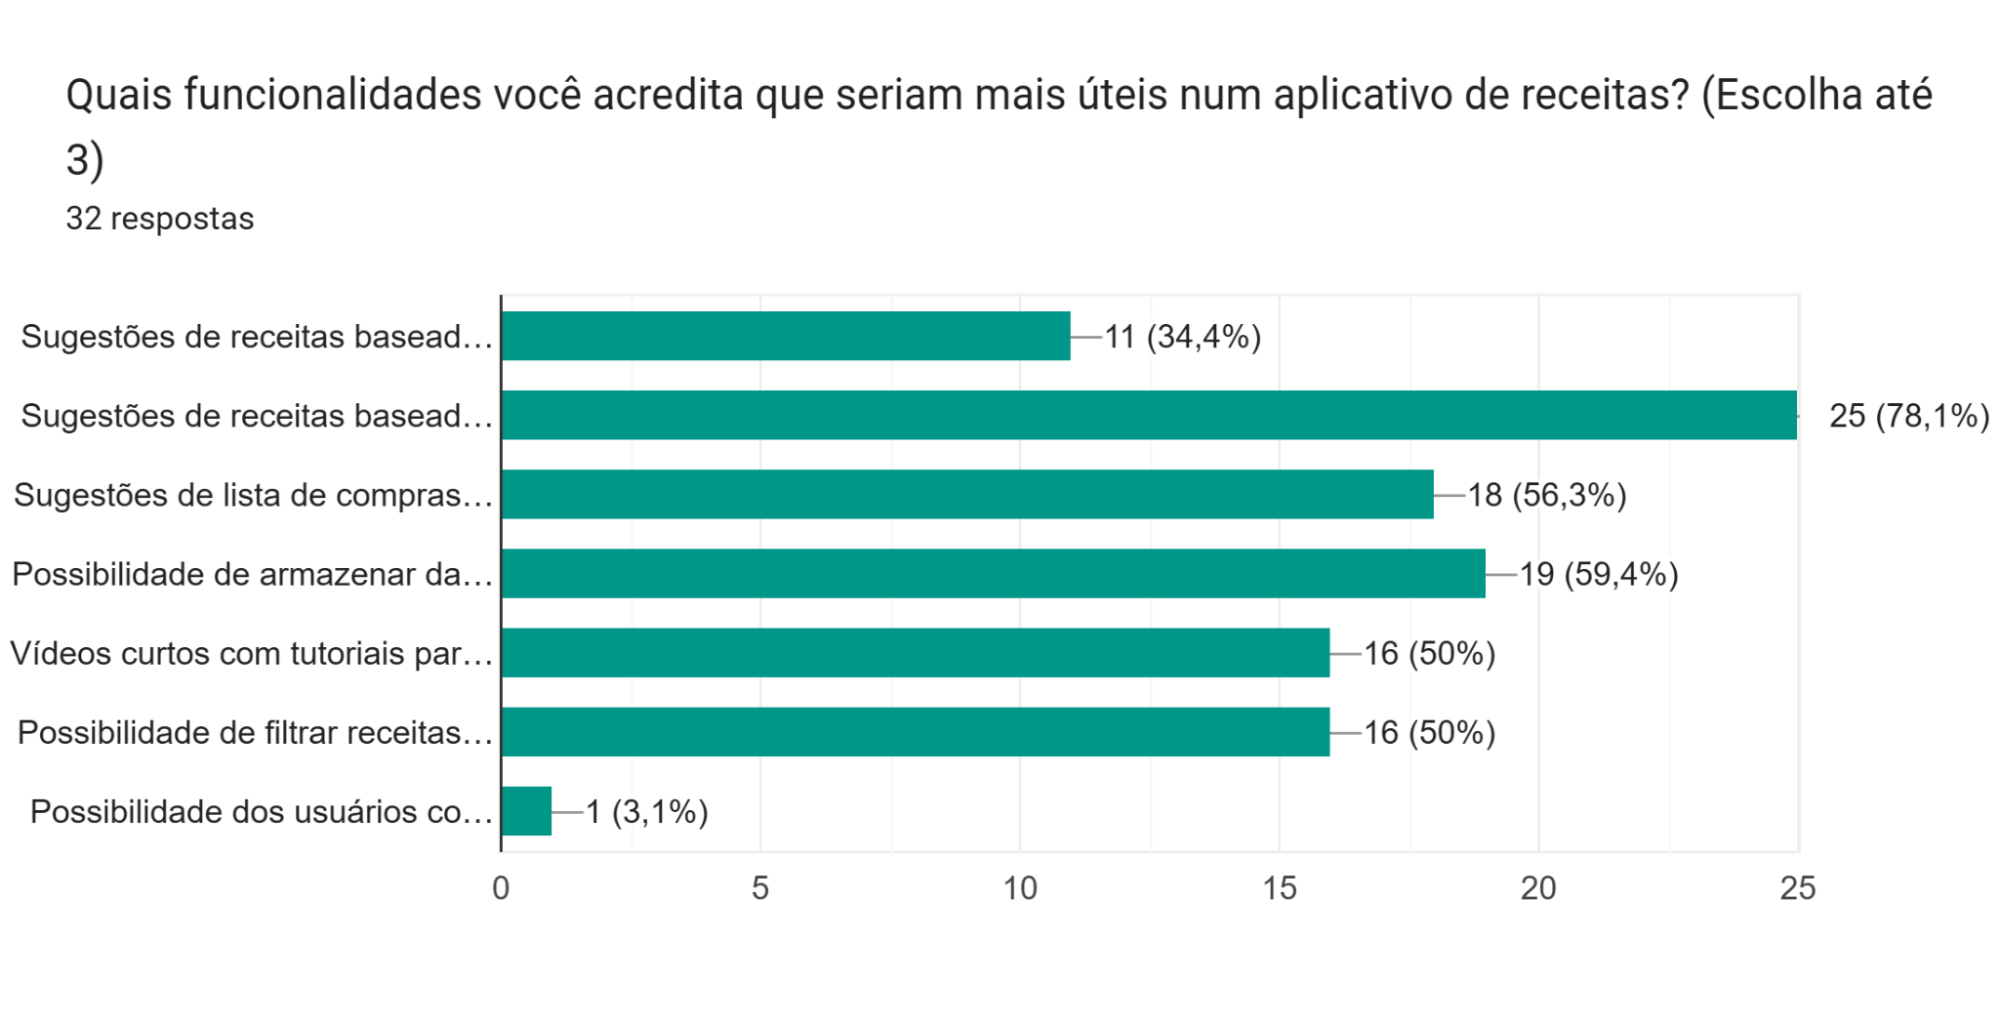 Quais funcionalidades você acredita que seriam mais úteis num aplicativo de receitas? (Escolha até
3)
32 respostas
Sugestões de receitas basead… 11 (34,4%)
Sugestões de receitas basead… 25 (78,1%)
Sugestões de lista de compras… 18 (56,3%)
Possibilidade de armazenar da… 19 (59,4%)
Vídeos curtos com tutoriais par… 16 (50%)
Possibilidade de filtrar receitas… 16 (50%)
Possibilidade dos usuários co… 1 (3,1%)
0 5 10 15 20 25